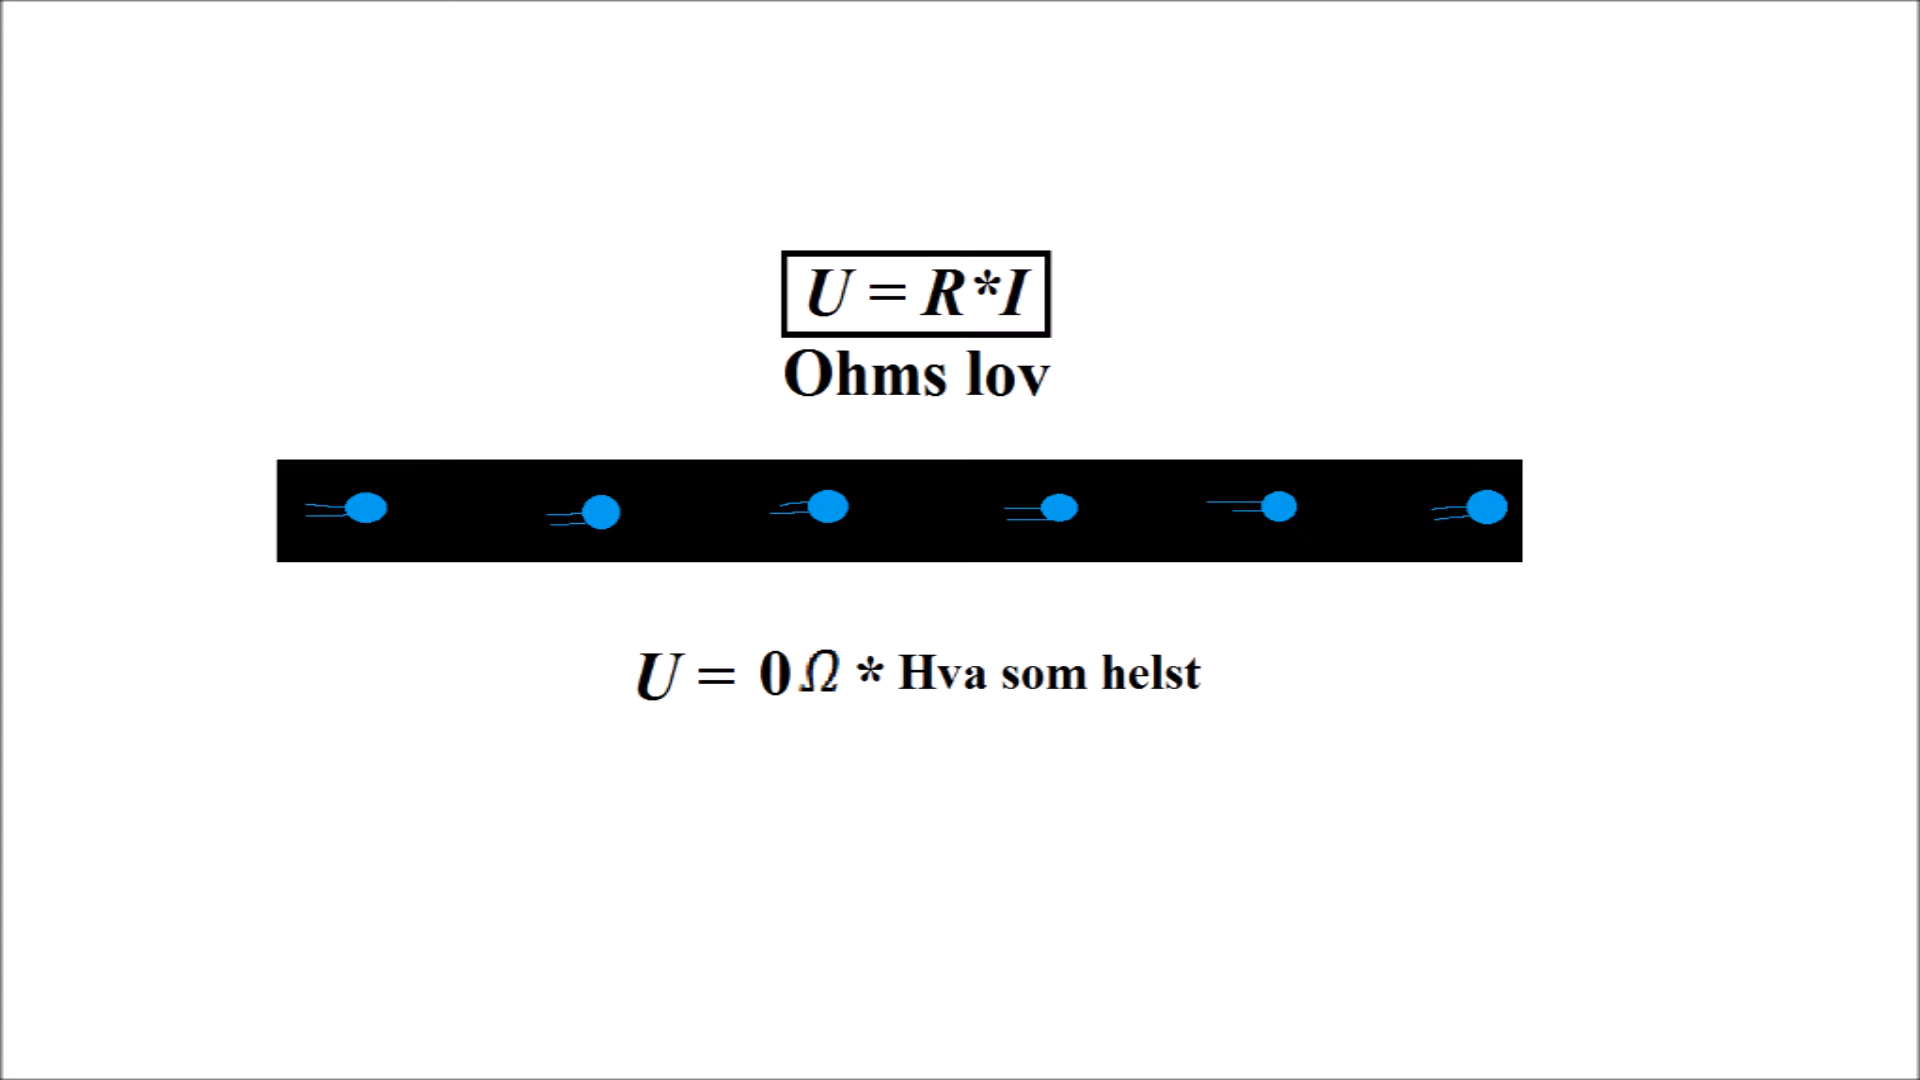 U = R*I
Ohms lov
U = 0Ω * Hva som helst